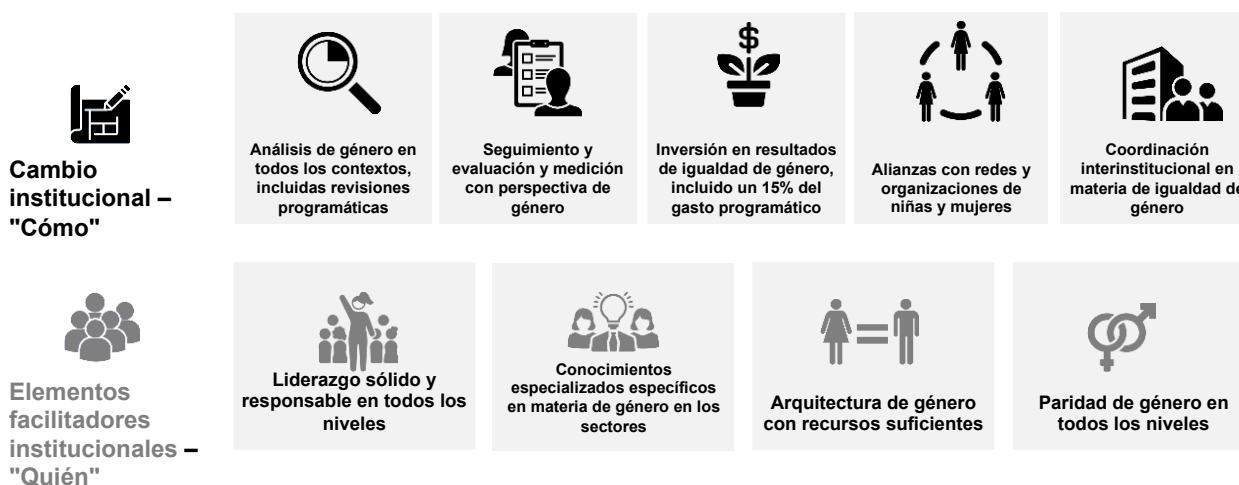 Cambio
institucional –
"Cómo"
Análisis de género en
todos los contextos,
incluidas revisiones
programáticas
Seguimiento y
evaluación y medición
con perspectiva de
género
$
Inversión en resultados
de igualdad de género,
incluido un 15% del
gasto programático
Alianzas con redes y
organizaciones de
niñas y mujeres
Coordinación
interinstitucional en
materia de igualdad de
género
Elementos
facilitadores
institucionales –
"Quién"
Liderazgo sólido y
responsable en todos los
niveles
Conocimientos
especializados específicos
en materia de género en los
sectores
Arquitectura de género
con recursos suficientes
Paridad de género en
todos los niveles